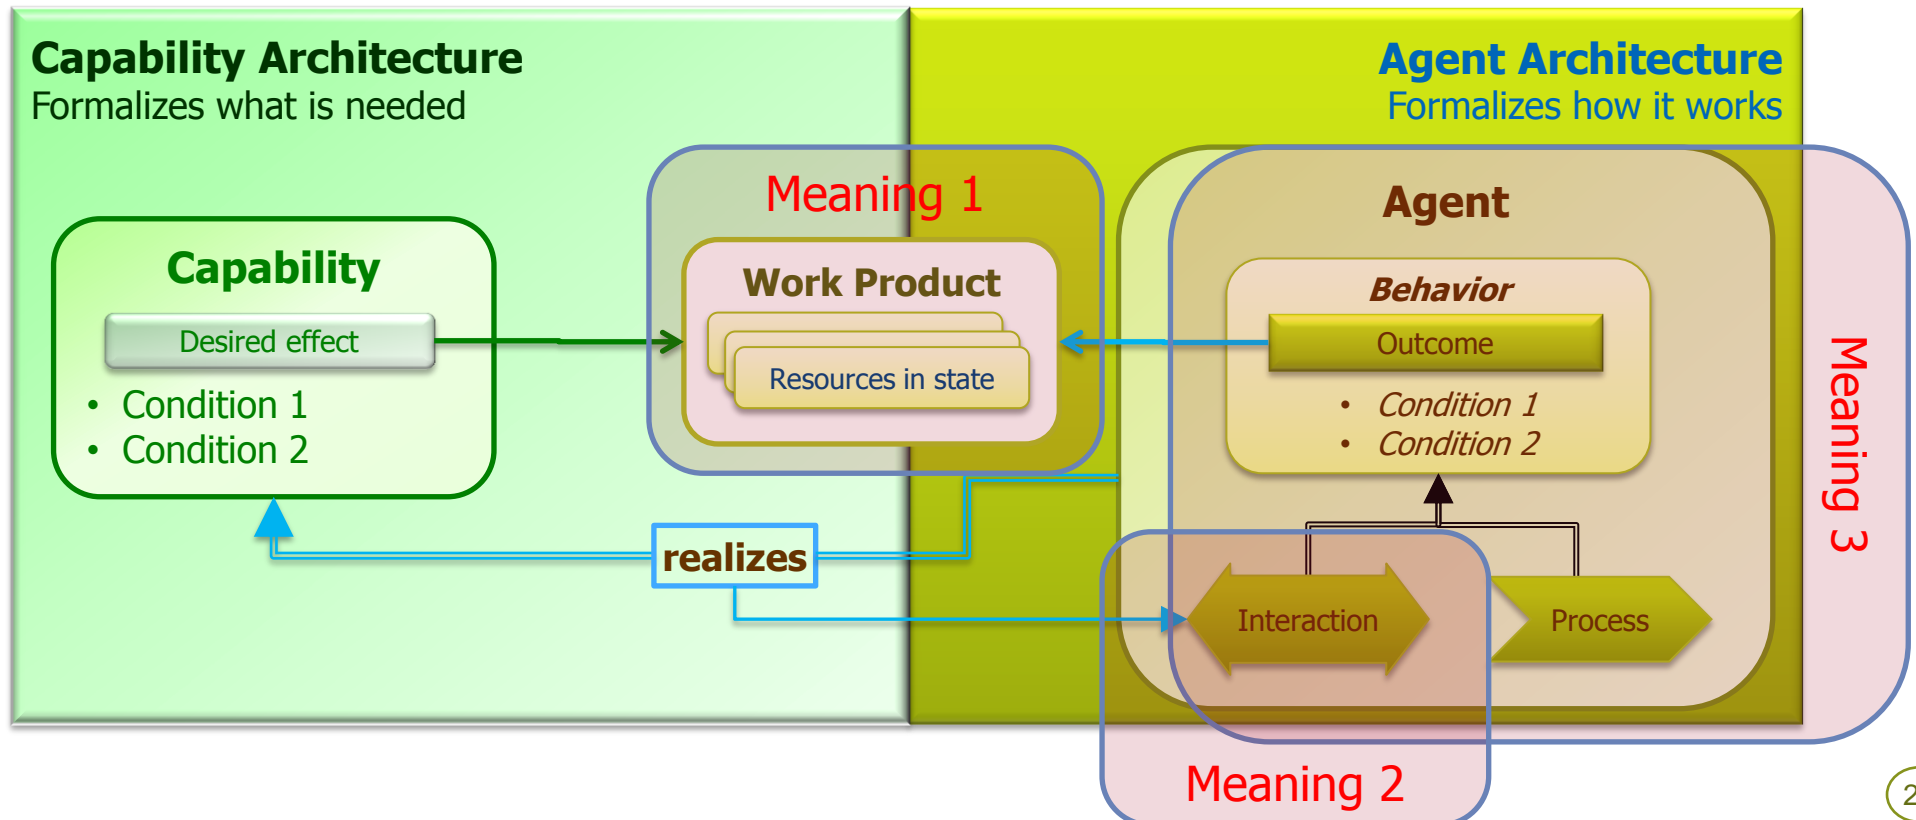 Capability Architecture
Formalizes what is needed
Agent Architecture
Formalizes how it works
Meaning 1
Capability
Desired effect
• Condition 1
• Condition 2
Work Product
Resources in state
Agent
Behavior
Outcome
• Condition 1
• Condition 2
Meaning 3
realizes
Interaction
Process
Meaning 2
2